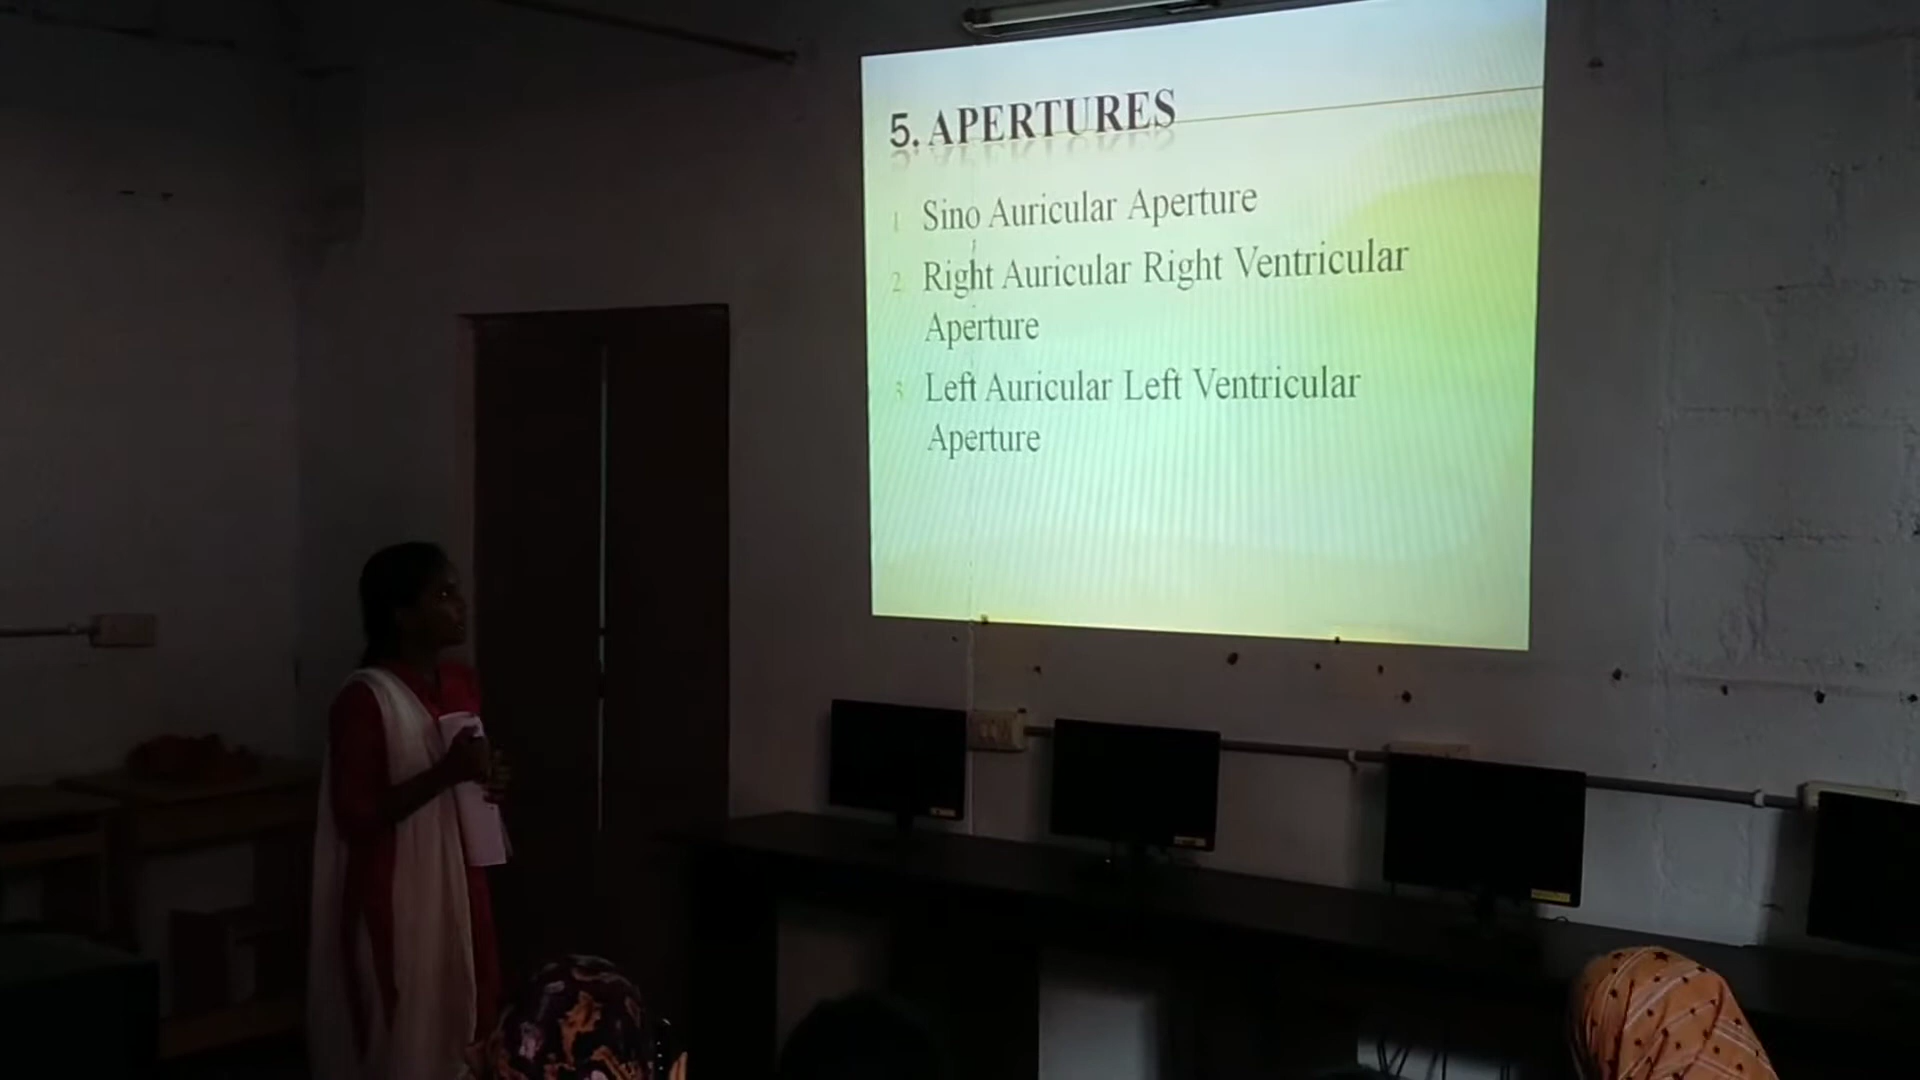 5. APERTURES
1 Sino Auricular Aperture
2 Right Auricular Right Ventricular
Aperture
3 Left Auricular Left Ventricular
Aperture